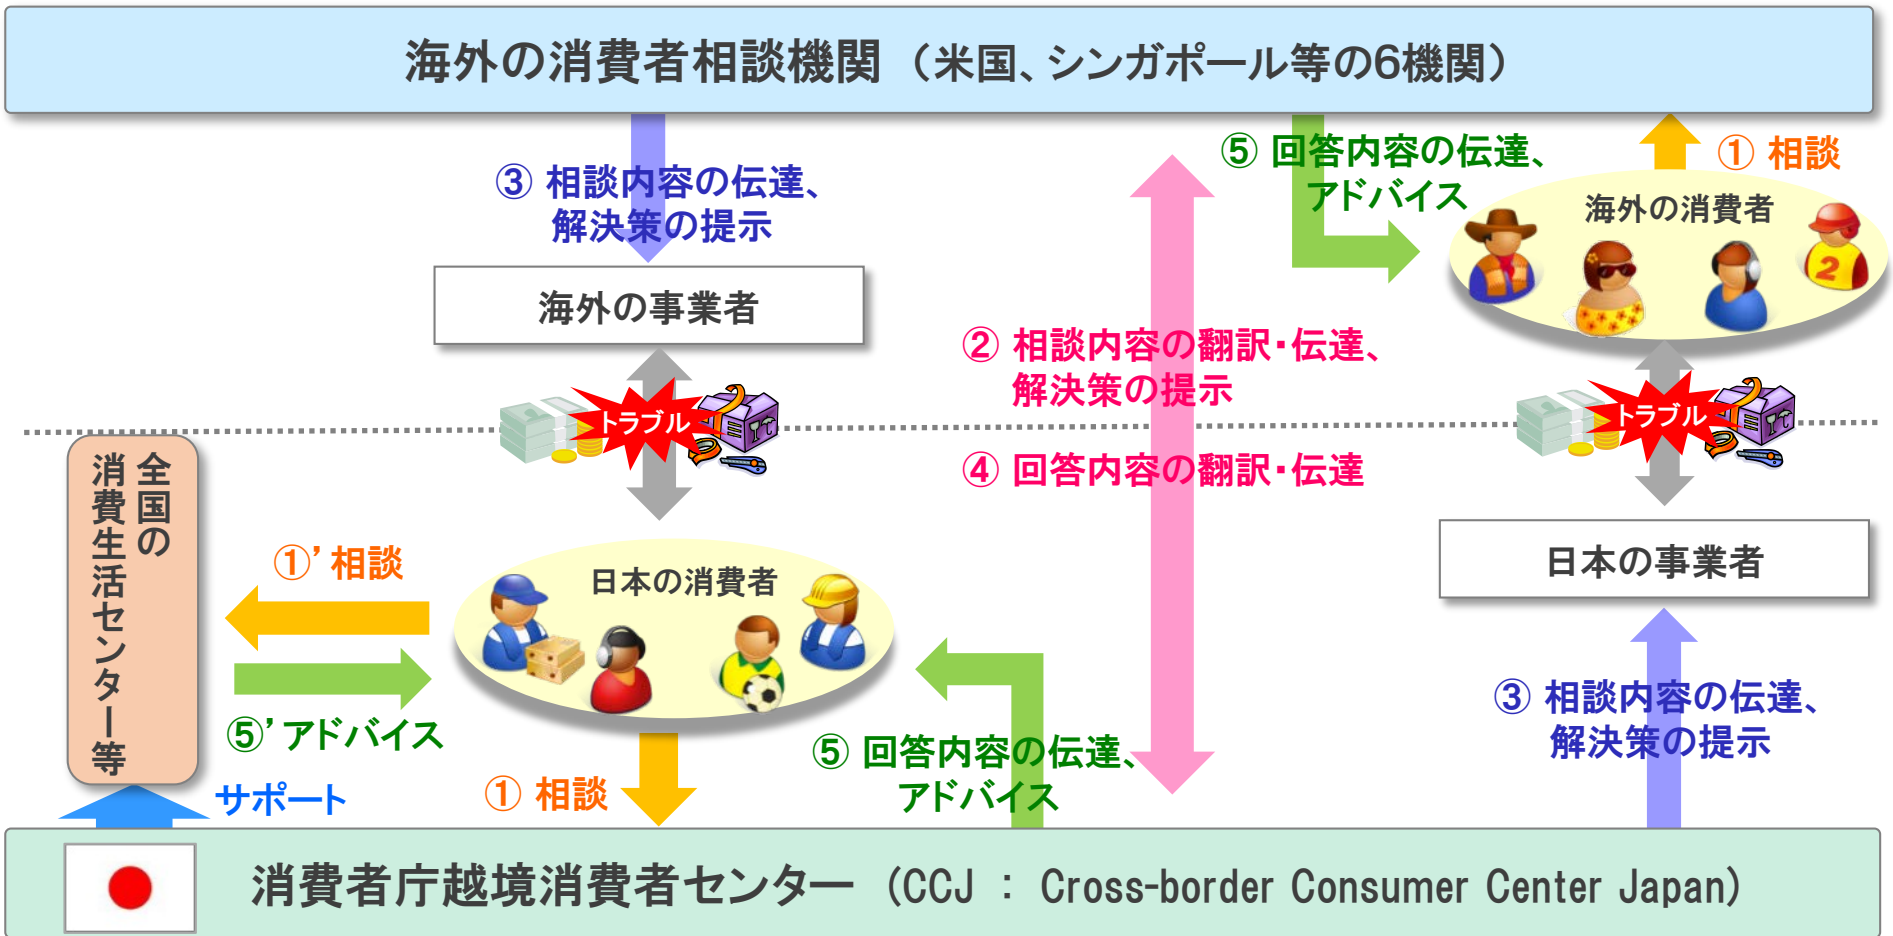 海外の消費者相談機関 （米国、シンガポール等の6機関）
③ 相談内容の伝達、
解決策の提示
⑤ 回答内容の伝達、
アドバイス
① 相談
海外の消費者
2
海外の事業者
② 相談内容の翻訳・伝達、
解決策の提示
トラブル
トラブル
④ 回答内容の翻訳・伝達
全国の
消費生活センター等
①’ 相談
日本の消費者
日本の事業者
⑤’ アドバイス
⑤ 回答内容の伝達、
アドバイス
③ 相談内容の伝達、
解決策の提示
サポート
① 相談
消費者庁越境消費者センター （CCJ ： Cross-border Consumer Center Japan）